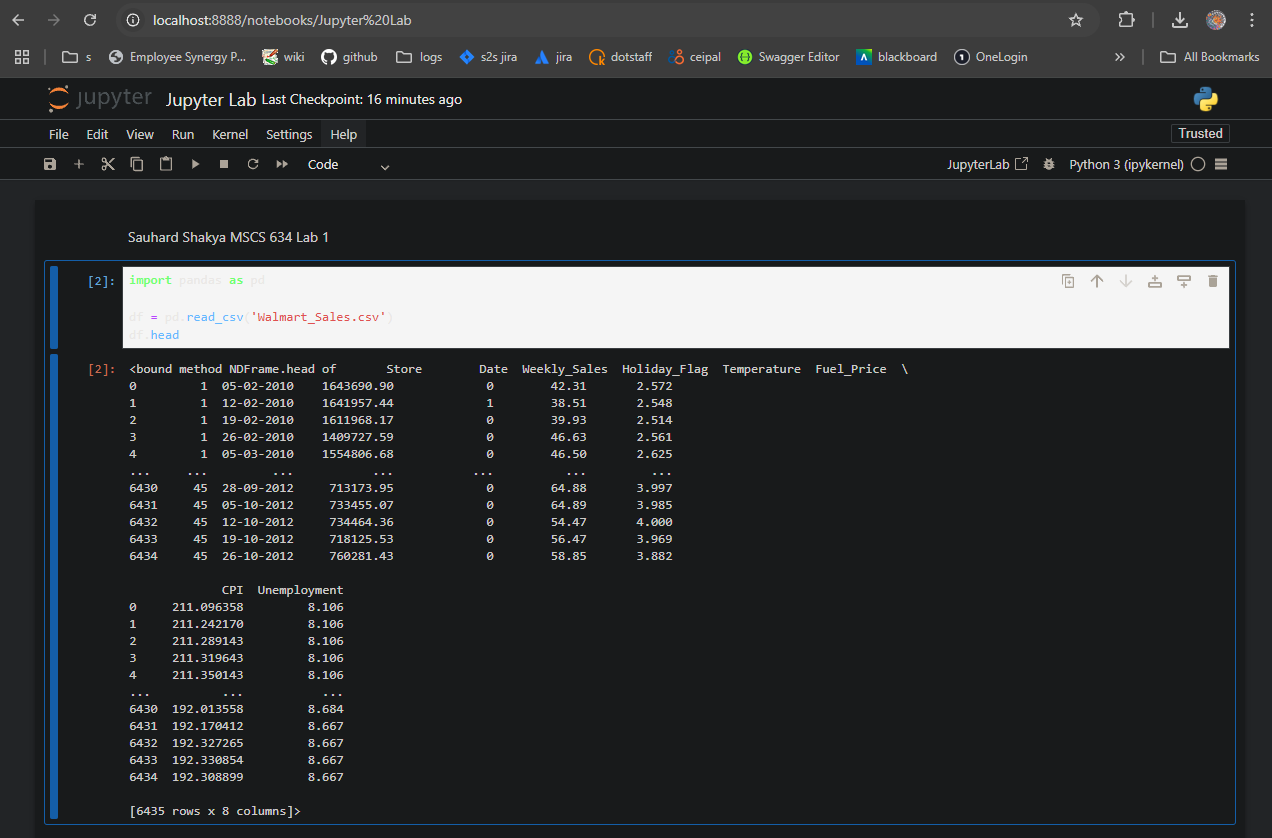 localhost:8888/notebooks/Jupyter%20Lab
s Employee Synergy P... wiki github logs s2s jira jira dotstaff ceipal Swagger Editor blackboard OneLogin » All Bookmarks
jupyter Jupyter Lab Last Checkpoint: 16 minutes ago
File Edit View Run Kernel Settings Help Trusted
Code JupyterLab Python 3 (ipykernel)
Sauhard Shakya MSCS 634 Lab 1
[2]: import pandas as pd
df = pd.read_csv('Walmart_Sales.csv')
df.head
[2]: <bound method NDFrame.head of       Store        Date  Weekly_Sales  Holiday_Flag  Temperature  Fuel_Price  \
0         1  05-02-2010    1643690.90             0        42.31       2.572
1         1  12-02-2010    1641957.44             1        38.51       2.548
2         1  19-02-2010    1611968.17             0        39.93       2.514
3         1  26-02-2010    1409727.59             0        46.63       2.561
4         1  05-03-2010    1554806.68             0        46.50       2.625
...     ...         ...           ...           ...          ...         ...
6430     45  28-09-2012     713173.95             0        64.88       3.997
6431     45  05-10-2012     733455.07             0        64.89       3.985
6432     45  12-10-2012     734464.36             0        54.47       4.000
6433     45  19-10-2012     718125.53             0        56.47       3.969
6434     45  26-10-2012     760281.43             0        58.85       3.882
CPI  Unemployment
0     211.096358         8.106
1     211.242170         8.106
2     211.289143         8.106
3     211.319643         8.106
4     211.350143         8.106
...          ...           ...
6430  192.013558         8.684
6431  192.170412         8.667
6432  192.327265         8.667
6433  192.330854         8.667
6434  192.308899         8.667
[6435 rows x 8 columns]>